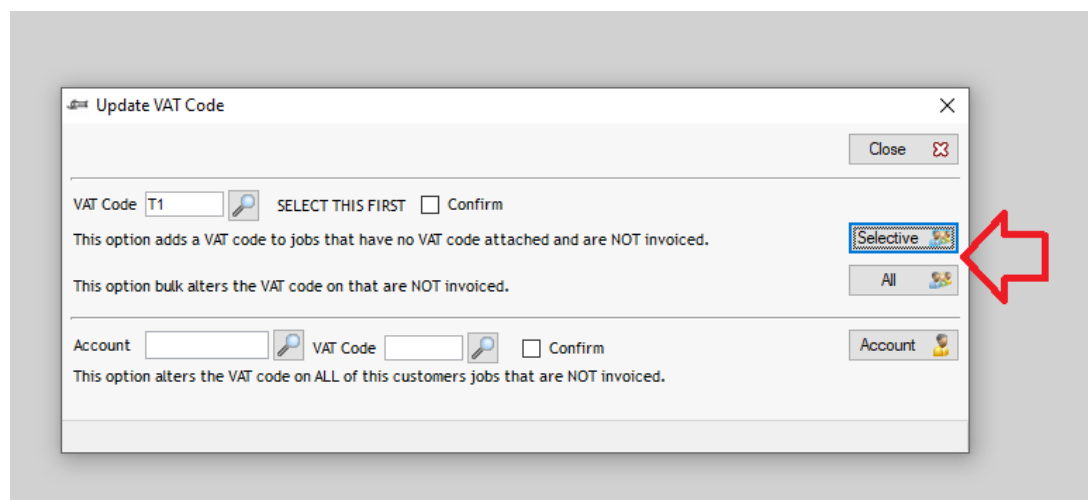 Update VAT Code
Close
VAT Code T1 SELECT THIS FIRST Confirm
This option adds a VAT code to jobs that have no VAT code attached and are NOT invoiced.
Selective
This option bulk alters the VAT code on that are NOT invoiced.
All
Account VAT Code Confirm Account
This option alters the VAT code on ALL of this customers jobs that are NOT invoiced.